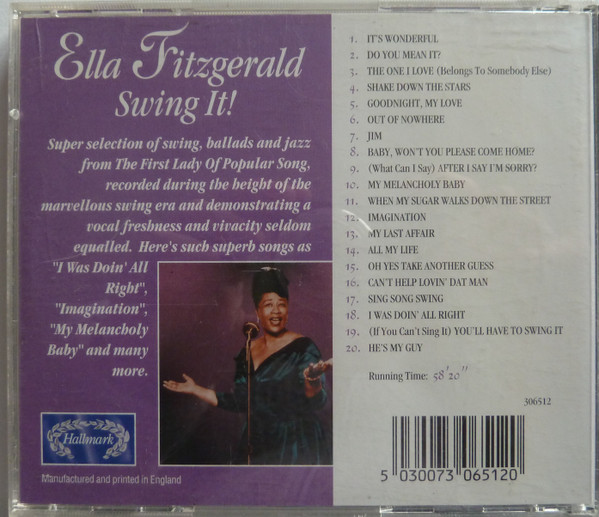 Ella Fitzgerald
Swing It!
Super selection of swing, ballads and jazz
from The First Lady Of Popular Song,
recorded during the height of the
marvellous swing era and demonstrating a
vocal freshness and vivacity seldom
equalled. Here's such superb songs as
"I Was Doin' All
Right",
"Imagination",
"My Melancholy
Baby" and many
more.
Hallmark
Manufactured and printed in England
1. IT'S WONDERFUL
2. DO YOU MEAN IT?
3. THE ONE I LOVE (Belongs To Somebody Else)
4. SHAKE DOWN THE STARS
5. GOODNIGHT, MY LOVE
6. OUT OF NOWHERE
7. JIM
8. BABY, WON'T YOU PLEASE COME HOME?
9. (What Can I Say) AFTER I SAY I'M SORRY?
10. MY MELANCHOLY BABY
11. WHEN MY SUGAR WALKS DOWN THE STREET
12. IMAGINATION
13. MY LAST AFFAIR
14. ALL MY LIFE
15. OH YES TAKE ANOTHER GUESS
16. CAN'T HELP LOVIN' DAT MAN
17. SING SONG SWING
18. I WAS DOIN' ALL RIGHT
19. (If You Can't Sing It) YOU'LL HAVE TO SWING IT
20. HE'S MY GUY
Running Time: 58'20"
306512
5 030073 065120